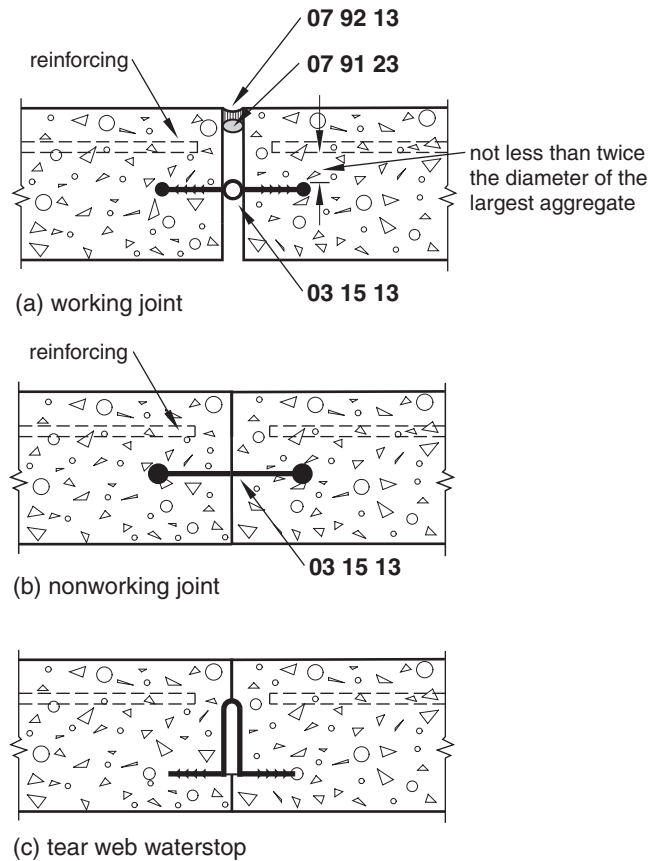 07 92 13
reinforcing
07 91 23
not less than twice
the diameter of the
largest aggregate
03 15 13
(a) working joint
reinforcing
03 15 13
(b) nonworking joint
(c) tear web waterstop